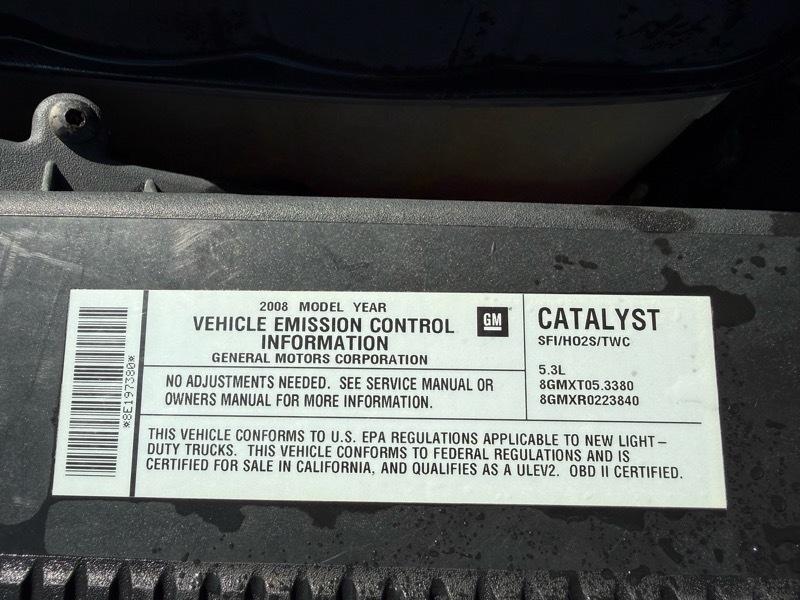 *8E197380*
2008 MODEL YEAR
VEHICLE EMISSION CONTROL
INFORMATION
GENERAL MOTORS CORPORATION
GM
NO ADJUSTMENTS NEEDED. SEE SERVICE MANUAL OR
OWNERS MANUAL FOR MORE INFORMATION.
CATALYST
SFI/HO2S/TWC
5.3L
8GMXT05.3380
8GMXR0223840
THIS VEHICLE CONFORMS TO U.S. EPA REGULATIONS APPLICABLE TO NEW LIGHT-
DUTY TRUCKS. THIS VEHICLE CONFORMS TO FEDERAL REGULATIONS AND IS
CERTIFIED FOR SALE IN CALIFORNIA, AND QUALIFIES AS A ULEV2. OBD II CERTIFIED.